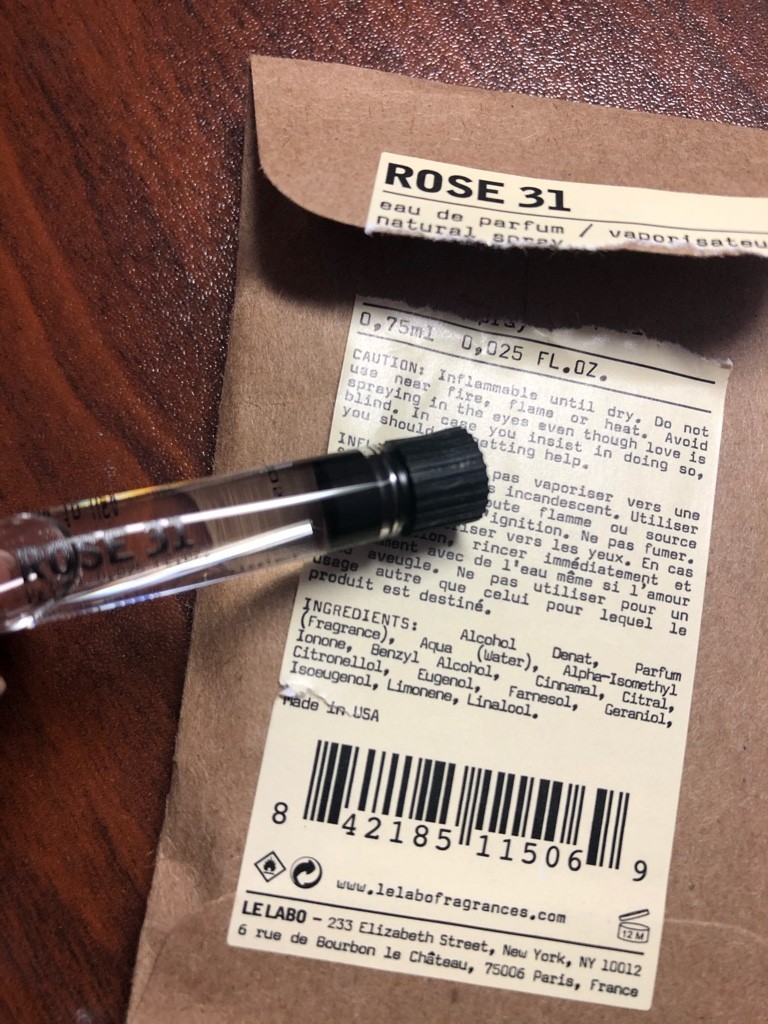 ROSE 31
eau de parfum / vaporisateu
natural spray
0,75ml 0,025 FL.OZ.
CAUTION: Inflammable until dry. Do not
use near fire, flame or heat. Avoid
spraying in the eyes even though love is
blind. In case you insist in doing so,
you should getting help.
pas vaporiser vers une
incandescent. Utiliser
toute flamme ou source
d'ignition. Ne pas fumer.
vers les yeux. En cas
rincer immédiatement et
avec de l'eau même si l'amour
aveugle. Ne pas utiliser pour un
usage autre que celui pour lequel le
produit est destiné.
ROSE 31
INGREDIENTS: Alcohol Denat, Parfum
(Fragrance), Aqua (Water), Alpha-Isomethyl
Ionone, Benzyl Alcohol, Cinnamal, Citral,
Citronellol, Eugenol, Farnesol, Geraniol,
Isoeugenol, Limonene, Linalool.
Made in USA
8 42185 11506 9
www.lelabofragrances.com
12 M
LE LABO – 233 Elizabeth Street, New York, NY 10012
6 rue de Bourbon le Château, 75006 Paris, France